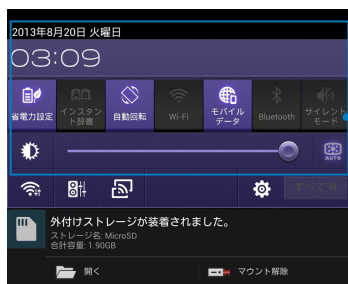 2013年8月20日 火曜日
03:09
省電力設定
インスタン
ト辞書
自動回転
Wi-Fi
モバイル
データ
Bluetooth
サイレント
モード
AUTO
外付けストレージが装着されました。
ストレージ名: MicroSD
合計容量: 1.90GB
開く
マウント解除